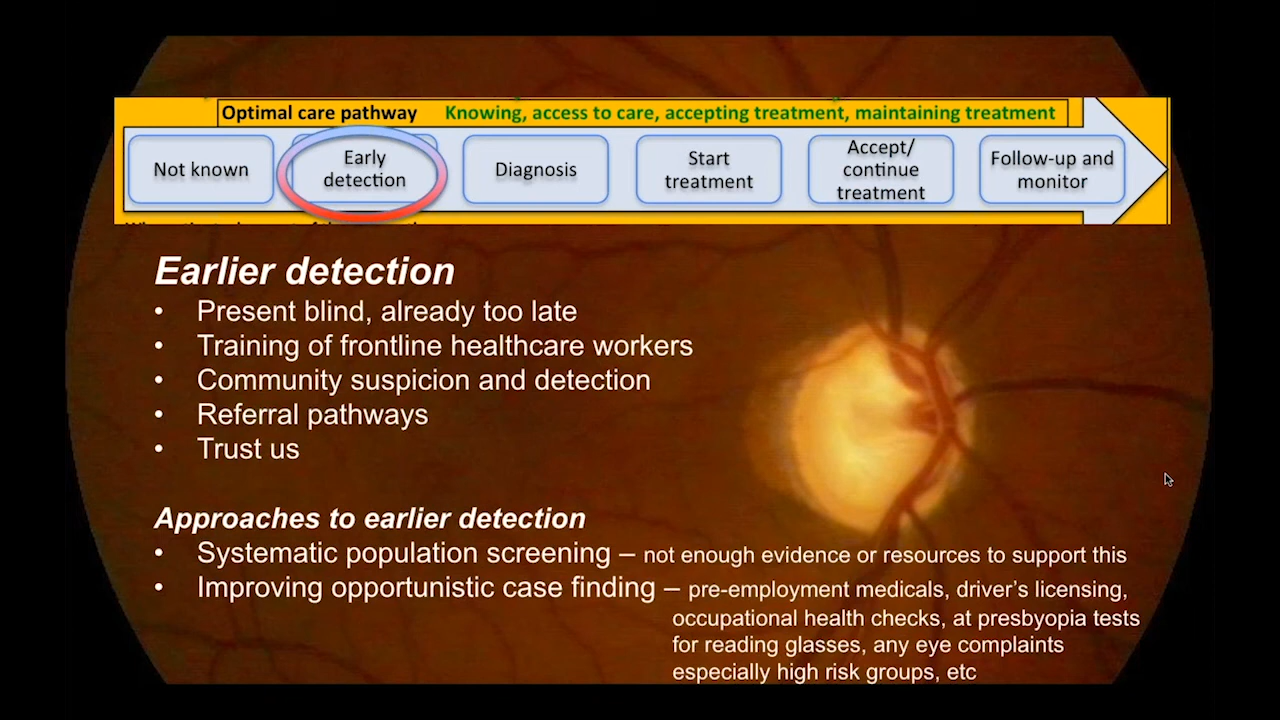 Optimal care pathway Knowing, access to care, accepting treatment, maintaining treatment
Not known
Early
detection
Diagnosis
Start
treatment
Accept/
continue
treatment
Follow-up and
monitor
Earlier detection
• Present blind, already too late
• Training of frontline healthcare workers
• Community suspicion and detection
• Referral pathways
• Trust us
Approaches to earlier detection
• Systematic population screening – not enough evidence or resources to support this
• Improving opportunistic case finding – pre-employment medicals, driver's licensing,
occupational health checks, at presbyopia tests
for reading glasses, any eye complaints
especially high risk groups, etc